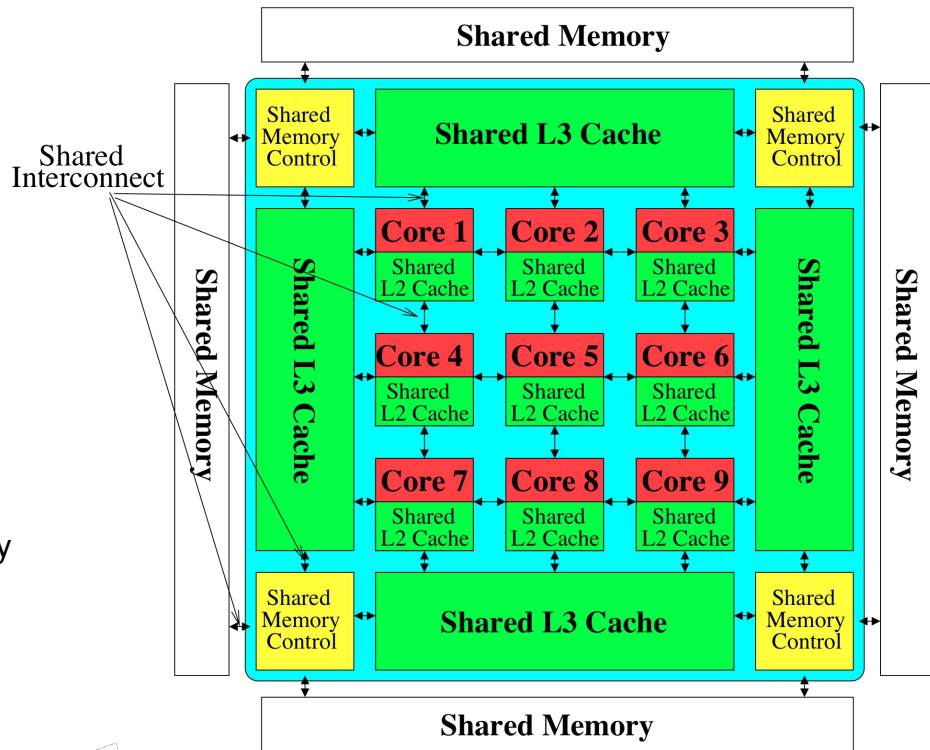 Shared Memory
Shared
Memory
Control
Shared L3 Cache
Shared
Memory
Control
Shared
Interconnect
Shared Memory
Shared L3 Cache
Core 1
Shared
L2 Cache
Core 2
Shared
L2 Cache
Core 3
Shared
L2 Cache
Core 4
Shared
L2 Cache
Core 5
Shared
L2 Cache
Core 6
Shared
L2 Cache
Core 7
Shared
L2 Cache
Core 8
Shared
L2 Cache
Core 9
Shared
L2 Cache
Shared L3 Cache
Shared Memory
y
Shared
Memory
Control
Shared L3 Cache
Shared
Memory
Control
Shared Memory